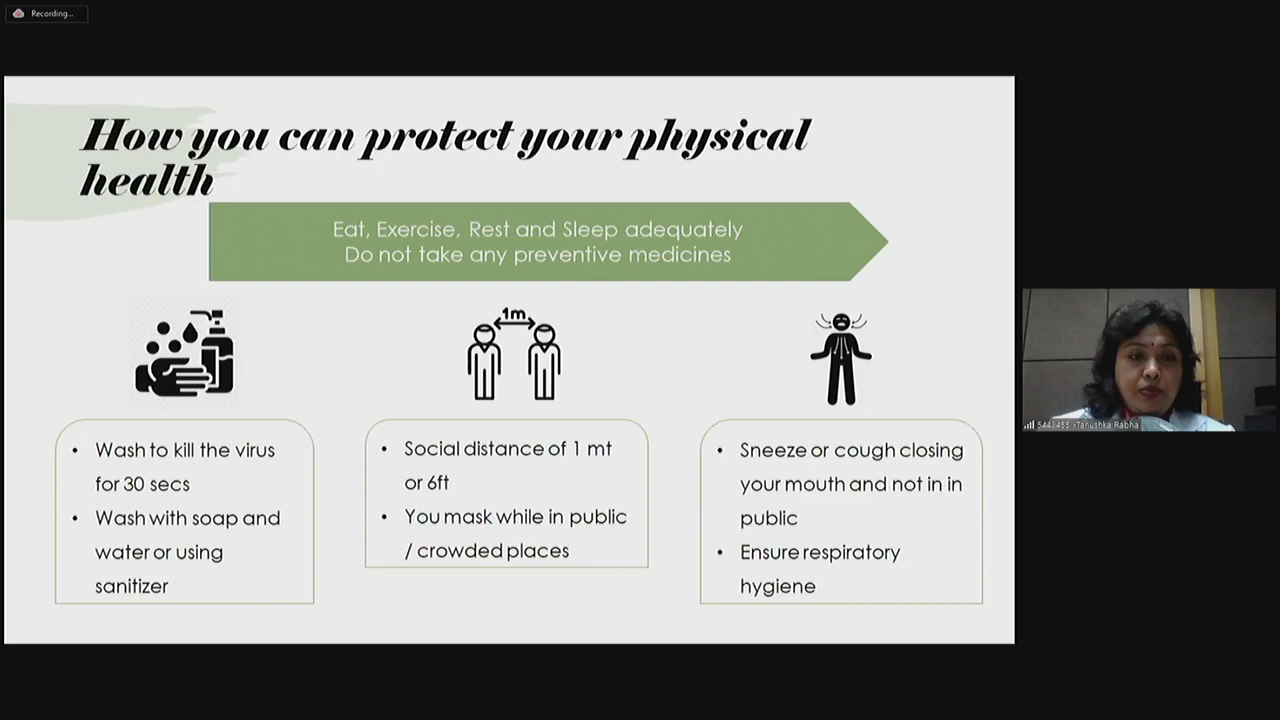 Recording...
How you can protect your physical
health
Eat, Exercise, Rest and Sleep adequately
Do not take any preventive medicines
1m
• Wash to kill the virus
for 30 secs
• Wash with soap and
water or using
sanitizer
• Social distance of 1 mt
or 6ft
• You mask while in public
/ crowded places
• Sneeze or cough closing
your mouth and not in in
public
• Ensure respiratory
hygiene
5448455 -Tanushka Rabha